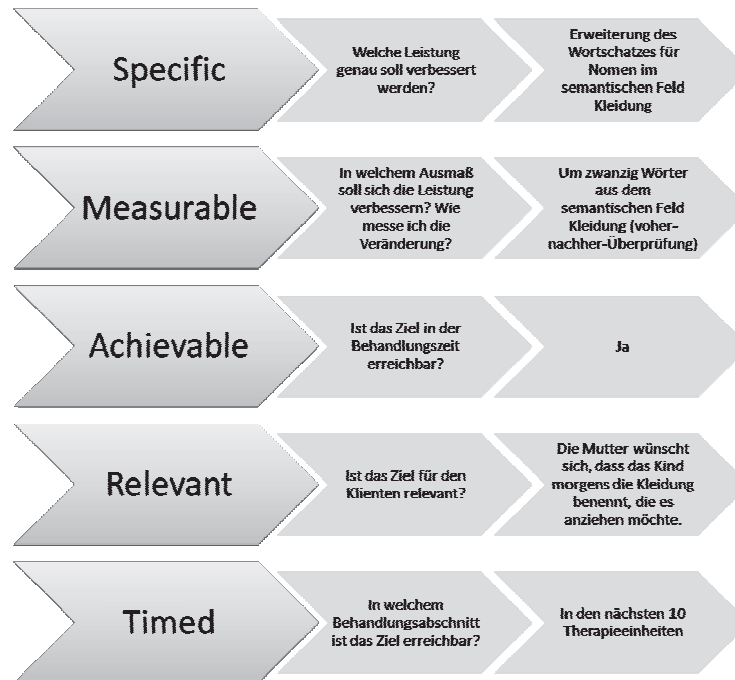 Specific
Welche Leistung
genau soll verbessert
werden?
Erweiterung des
Wortschatzes für
Nomen im
semantischen Feld
Kleidung
Measurable
In welchem Ausmaß
soll sich die Leistung
verbessern? Wie
messe ich die
Veränderung?
Um zwanzig Wörter
aus dem
semantischen Feld
Kleidung (voher-
nachher-Überprüfung)
Achievable
Ist das Ziel in der
Behandlungszeit
erreichbar?
Ja
Relevant
Ist das Ziel für den
Klienten relevant?
Die Mutter wünscht
sich, dass das Kind
morgens die Kleidung
benennt, die es
anziehen möchte.
Timed
In welchem
Behandlungsabschnitt
ist das Ziel erreichbar?
In den nächsten 10
Therapieeinheiten